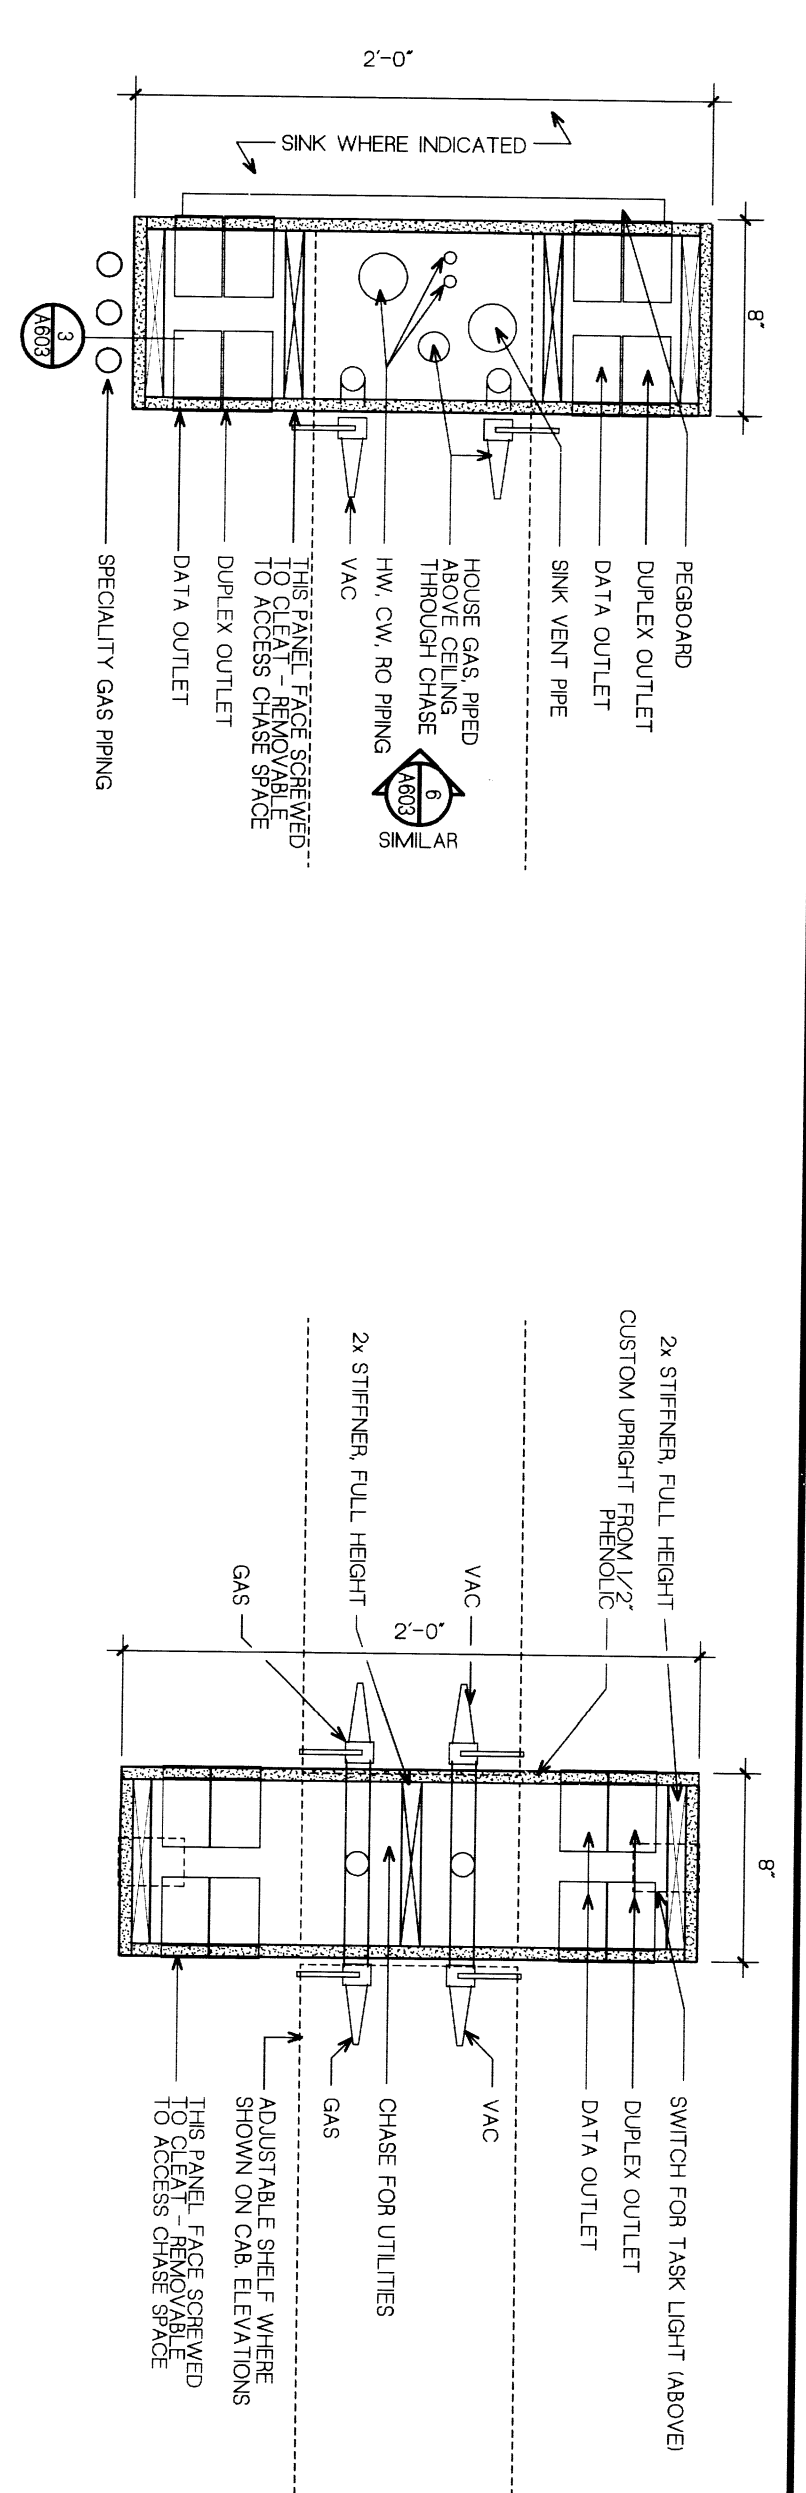 2'-0"
SINK WHERE INDICATED
8"
3
A603
PEGBOARD
DUPLEX OUTLET
DATA OUTLET
SINK VENT PIPE
HOUSE GAS, PIPED
ABOVE CEILING
THROUGH CHASE
HW, CW, RO PIPING
VAC
THIS PANEL FACE SCREWED
TO CLEAT - REMOVABLE
TO ACCESS CHASE SPACE
DUPLEX OUTLET
DATA OUTLET
SPECIALITY GAS PIPING
6
A603
SIMILAR
2x STIFFNER, FULL HEIGHT
CUSTOM UPRIGHT FROM 1/2"
PHENOLIC
VAC
2x STIFFNER, FULL HEIGHT
GAS
2'-0"
8"
SWITCH FOR TASK LIGHT (ABOVE)
DUPLEX OUTLET
DATA OUTLET
VAC
CHASE FOR UTILITIES
GAS
ADJUSTABLE SHELF WHERE
SHOWN ON CAB. ELEVATIONS
THIS PANEL FACE SCREWED
TO CLEAT - REMOVABLE
TO ACCESS CHASE SPACE